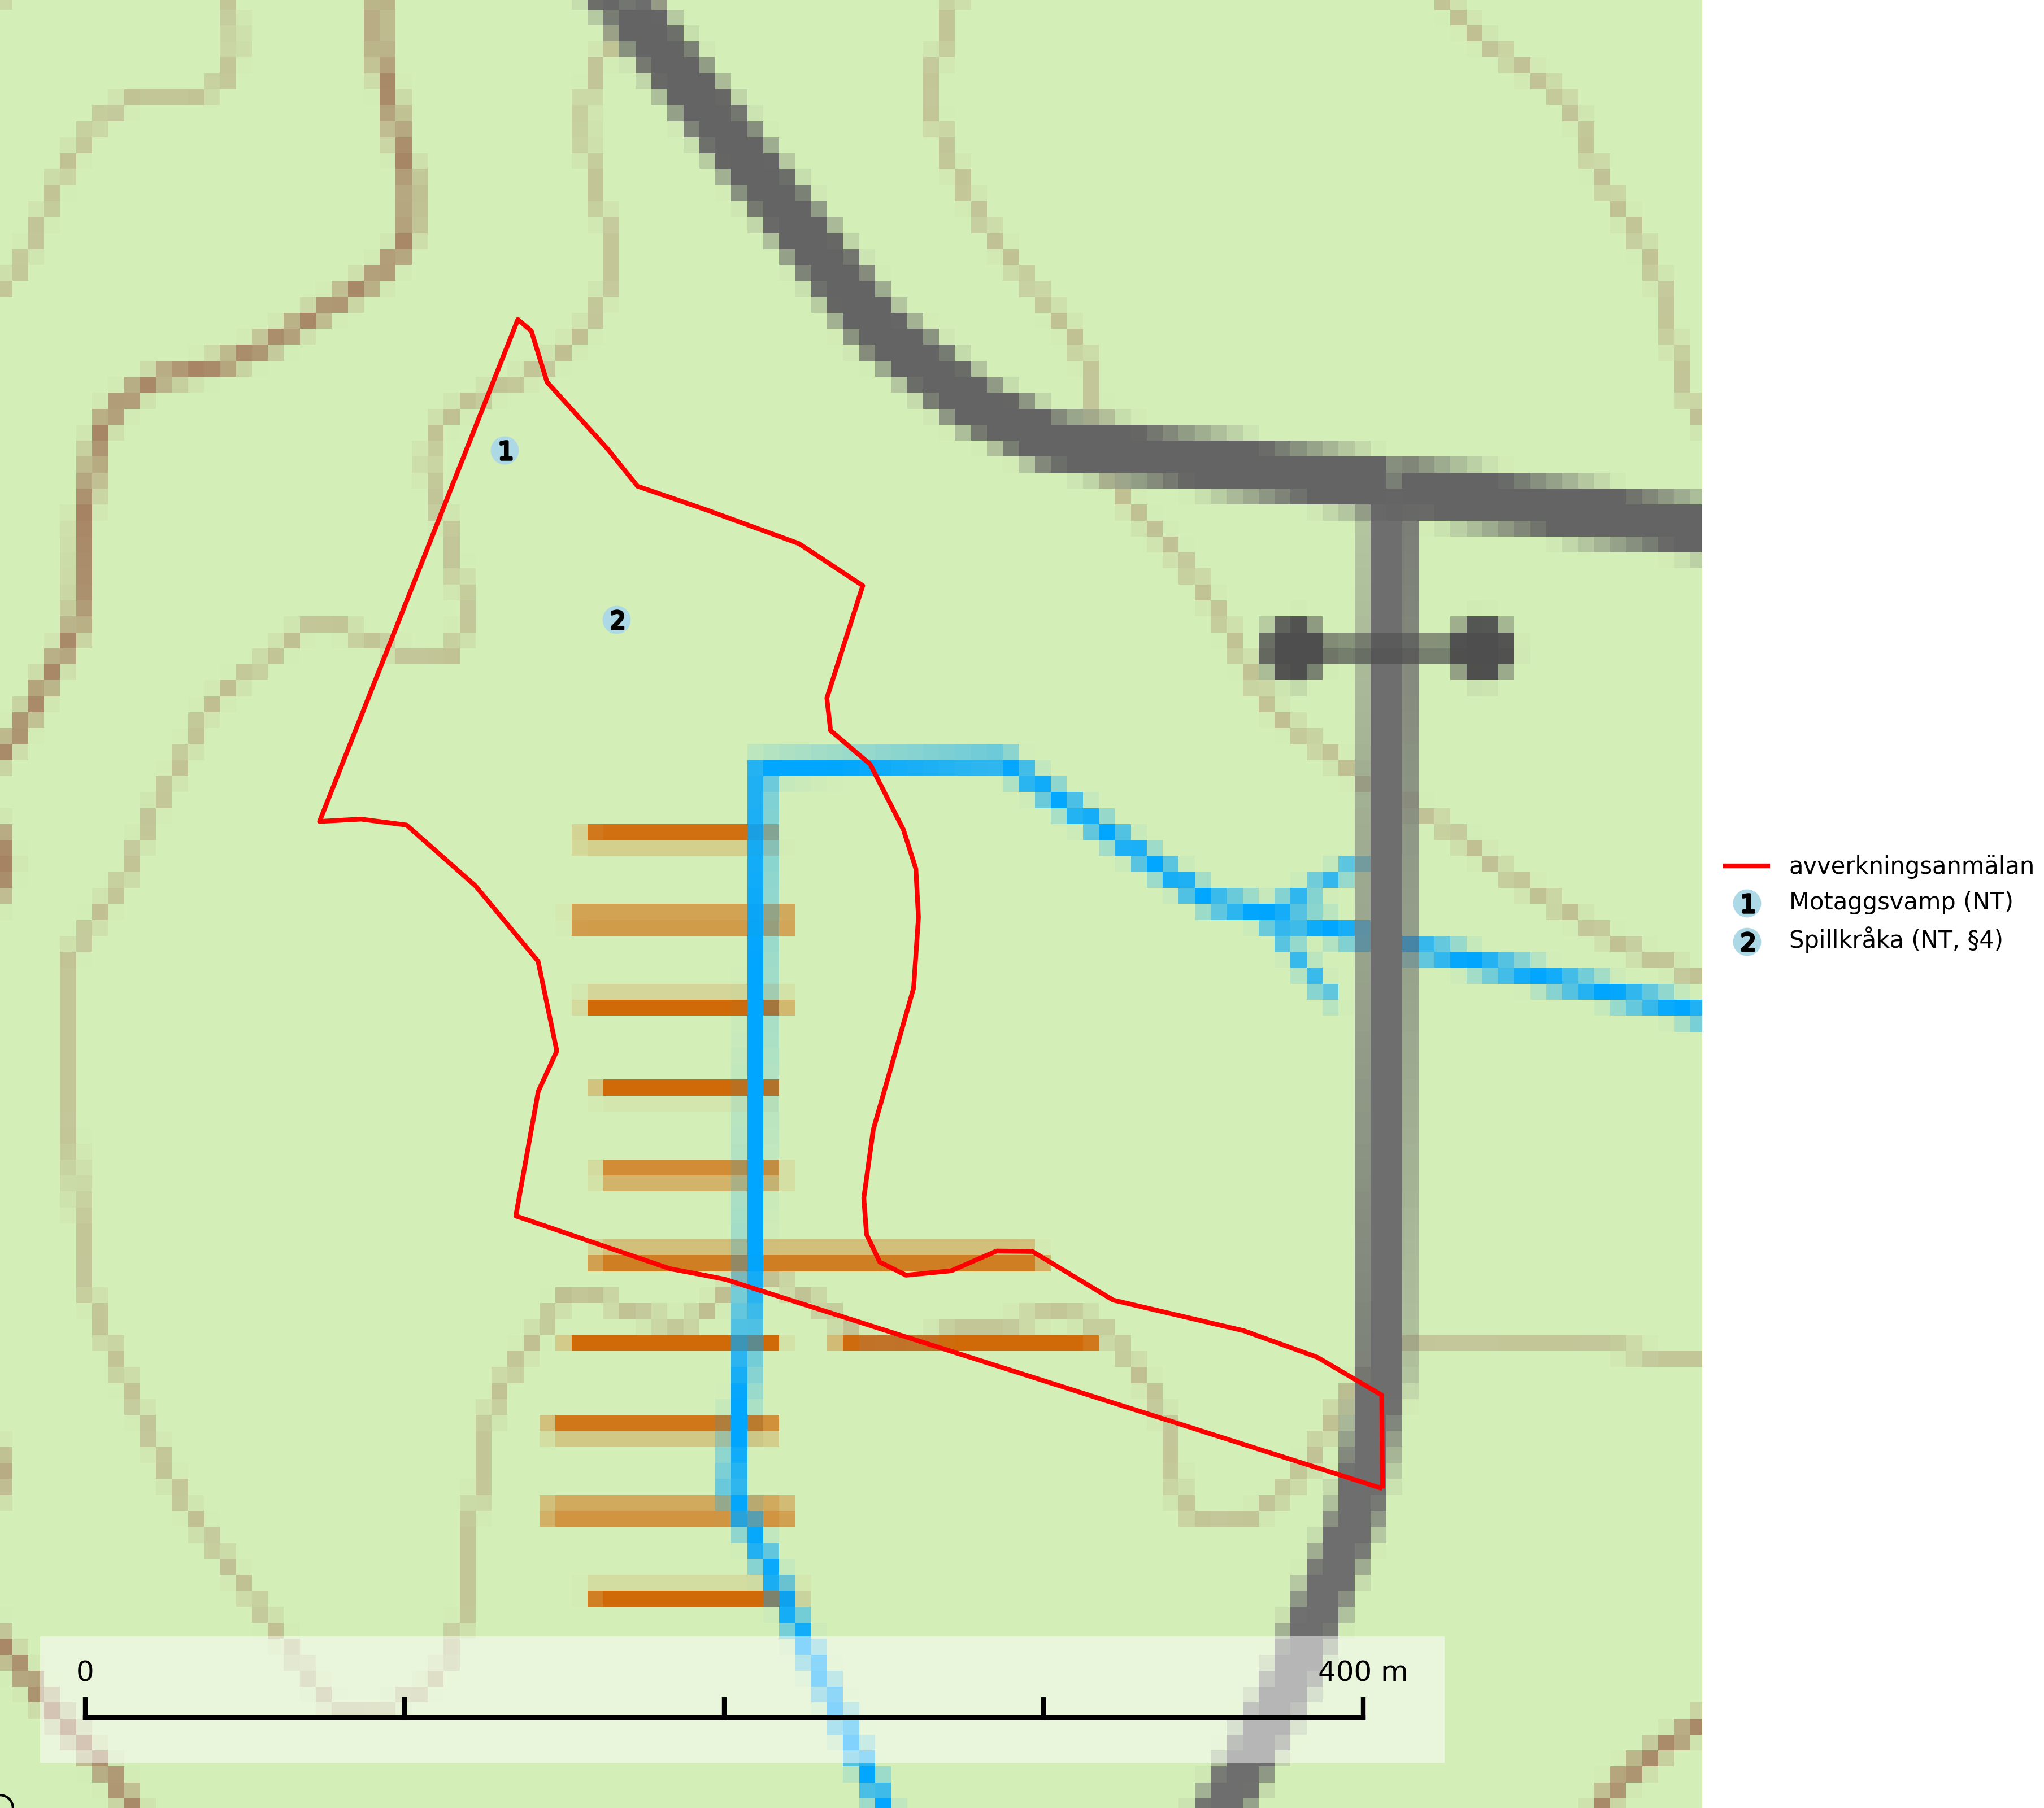 1
2
avverkningsanmälan
1 Motaggsvamp (NT)
2 Spillkråka (NT, §4)
0 400 m